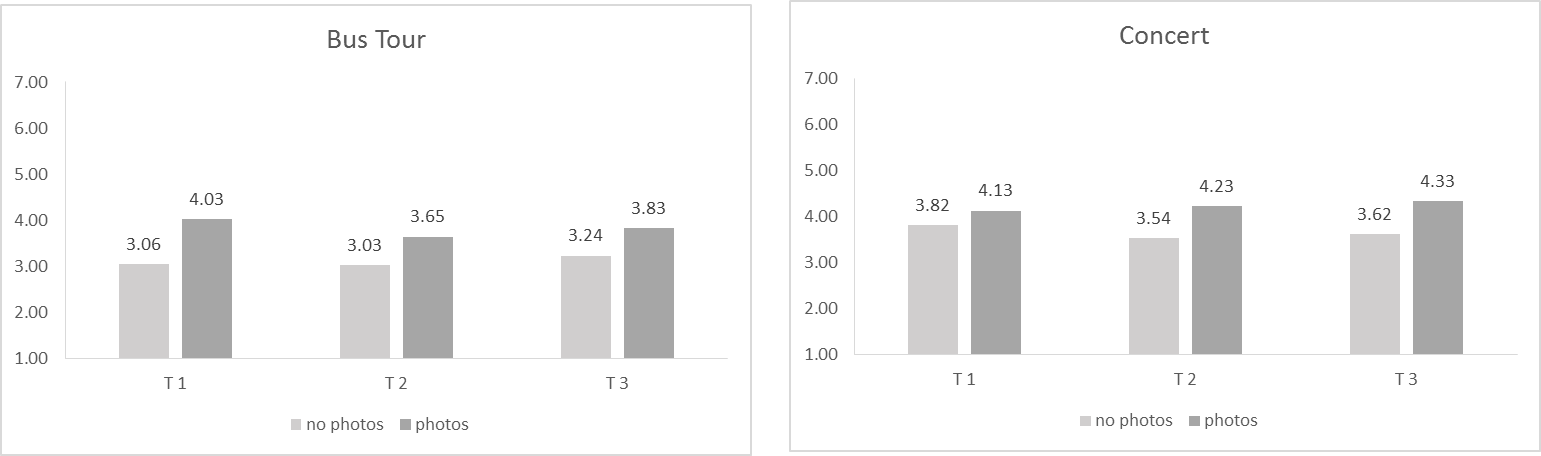 Bus Tour
7.00
6.00
5.00
4.00
3.00
2.00
1.00
3.06
4.03
3.03
3.65
3.24
3.83
T 1
T 2
T 3
no photos photos
Concert
7.00
6.00
5.00
4.00
3.00
2.00
1.00
3.82
4.13
3.54
4.23
3.62
4.33
T 1
T 2
T 3
no photos photos